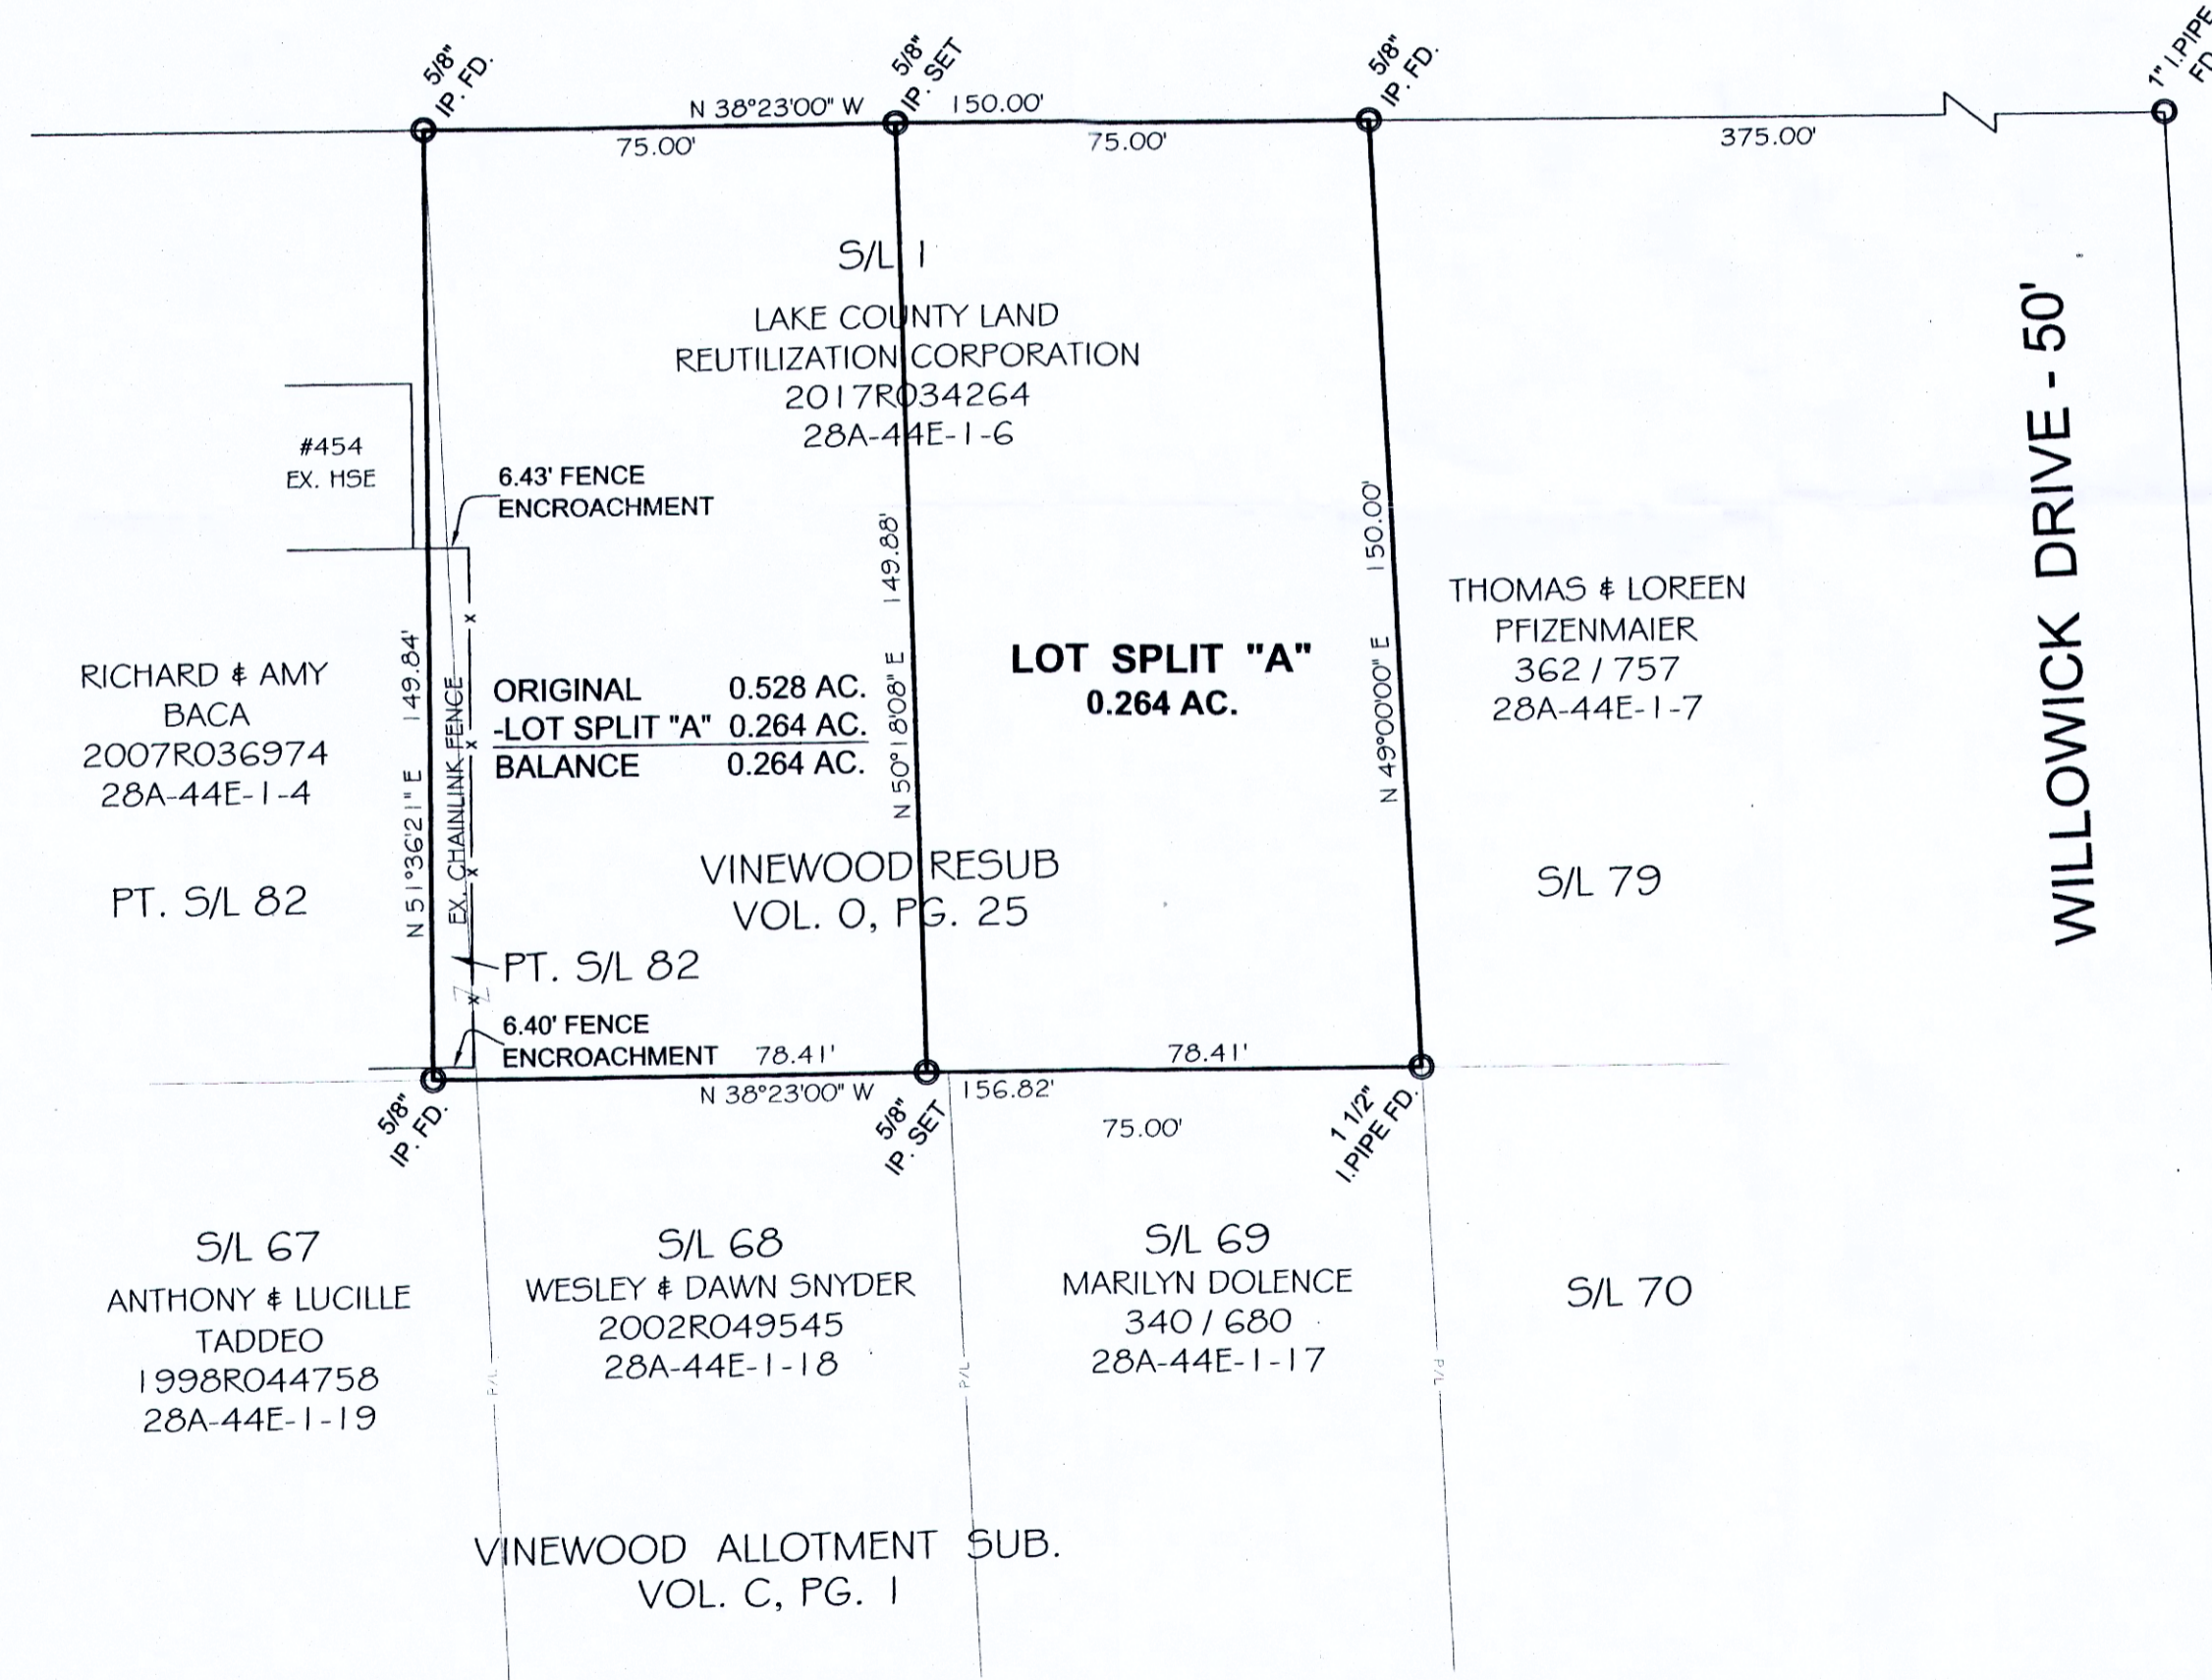 5/8"
IP. FD.
5/8"
IP. SET
5/8"
IP. FD.
1" I.PIPE
N 38°23'00" W 150.00'
75.00'
75.00'
375.00'
S/L 1
LAKE COUNTY LAND
REUTILIZATION CORPORATION
2017R034264
28A-44E-1-6
#454
EX. HSE
6.43' FENCE
ENCROACHMENT
N 51°36'21" E 149.84'
EX. CHAINLINK FENCE
N 50°18'08" E 149.88'
N 49°00'00" E 150.00'
WILLOWICK DRIVE - 50'
RICHARD & AMY
BACA
2007R036974
28A-44E-1-4
PT. S/L 82
ORIGINAL 0.528 AC.
-LOT SPLIT "A" 0.264 AC.
BALANCE 0.264 AC.
LOT SPLIT "A"
0.264 AC.
THOMAS & LOREEN
PFIZENMAIER
362 / 757
28A-44E-1-7
S/L 79
VINEWOOD RESUB
VOL. O, PG. 25
PT. S/L 82
6.40' FENCE
ENCROACHMENT
78.41'
78.41'
N 38°23'00" W 156.82'
75.00'
5/8"
IP. FD.
5/8"
IP. SET
1 1/2"
I.PIPE FD.
S/L 67
ANTHONY & LUCILLE
TADDEO
1998R044758
28A-44E-1-19
S/L 68
WESLEY & DAWN SNYDER
2002R049545
28A-44E-1-18
S/L 69
MARILYN DOLENCE
340 / 680
28A-44E-1-17
S/L 70
P/L
P/L
P/L
VINEWOOD ALLOTMENT SUB.
VOL. C, PG. 1